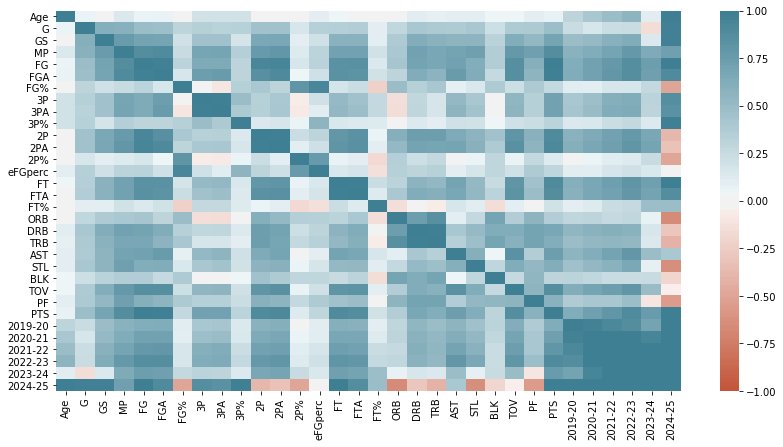 Age
G
GS
MP
FG
FGA
FG%
3P
3PA
3P%
2P
2PA
2P%
eFGperc
FT
FTA
FT%
ORB
DRB
TRB
AST
STL
BLK
TOV
PF
PTS
2019-20
2020-21
2021-22
2022-23
2023-24
2024-25
Age
G
GS
MP
FG
FGA
FG%
3P
3PA
3P%
2P
2PA
2P%
eFGperc
FT
FTA
FT%
ORB
DRB
TRB
AST
STL
BLK
TOV
PF
PTS
2019-20
2020-21
2021-22
2022-23
2023-24
2024-25
1.00
0.75
0.50
0.25
0.00
−0.25
−0.50
−0.75
−1.00